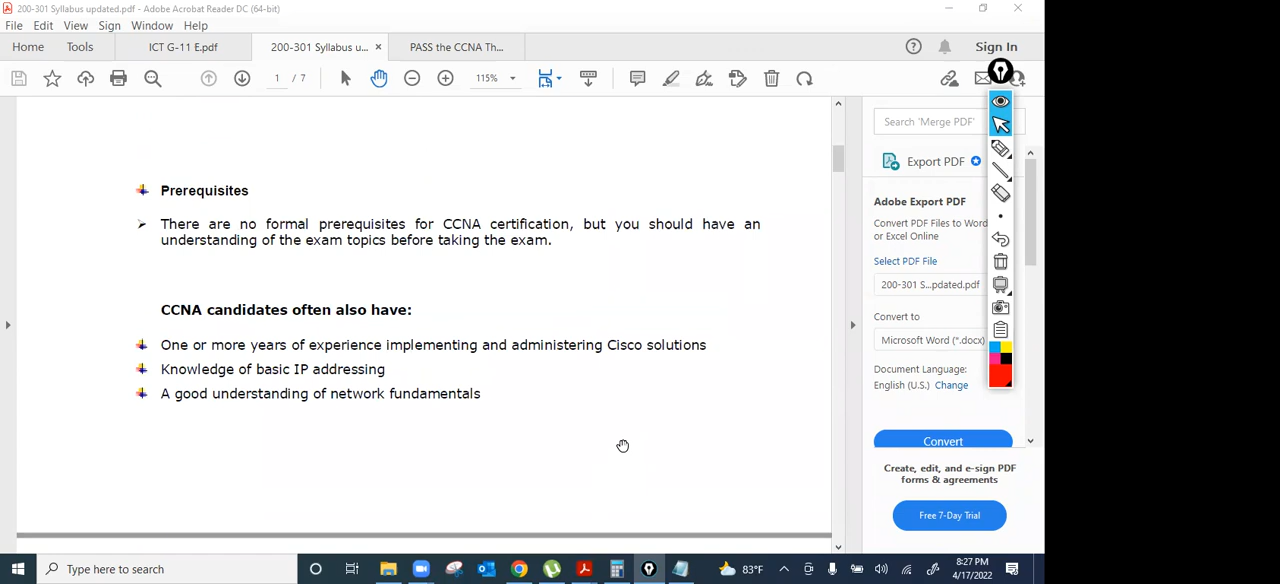 200-301 Syllabus updated.pdf - Adobe Acrobat Reader DC (64-bit)
File Edit View Sign Window Help
Home Tools ICT G-11 E.pdf 200-301 Syllabus u... × PASS the CCNA Th... Sign In
1 / 7 115%
Search 'Merge PDF'
Export PDF
Adobe Export PDF
Convert PDF Files to Word
or Excel Online
Select PDF File
200-301 S...pdated.pdf
Convert to
Microsoft Word (*.docx)
Document Language:
English (U.S.) Change
Convert
Create, edit, and e-sign PDF
forms & agreements
Free 7-Day Trial
Prerequisites
There are no formal prerequisites for CCNA certification, but you should have an
understanding of the exam topics before taking the exam.
CCNA candidates often also have:
One or more years of experience implementing and administering Cisco solutions
Knowledge of basic IP addressing
A good understanding of network fundamentals
Type here to search
83°F
8:27 PM
4/17/2022